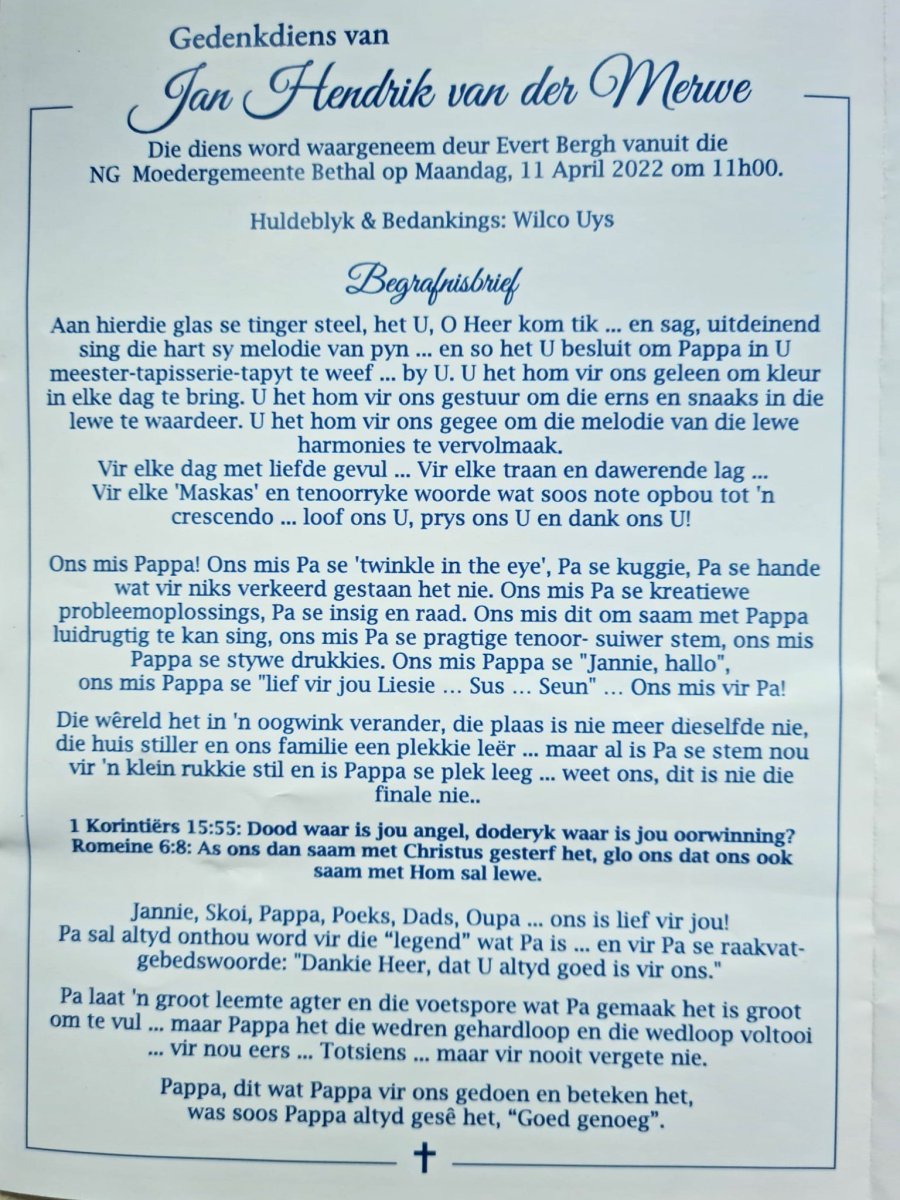 Gedenkdiens van
Jan Hendrik van der Merwe
Die diens word waargeneem deur Evert Bergh vanuit die
NG Moedergemeente Bethal op Maandag, 11 April 2022 om 11h00.
Huldeblyk & Bedankings: Wilco Uys
Begrafnisbrief
Aan hierdie glas se tinger steel, het U, O Heer kom tik ... en sag, uitdeinend
sing die hart sy melodie van pyn ... en so het U besluit om Pappa in U
meester-tapisserie-tapyt te weef ... by U. U het hom vir ons geleen om kleur
in elke dag te bring. U het hom vir ons gestuur om die erns en snaaks in die
lewe te waardeer. U het hom vir ons gegee om die melodie van die lewe
harmonies te vervolmaak.
Vir elke dag met liefde gevul ... Vir elke traan en dawerende lag ...
Vir elke 'Maskas' en tenoorryke woorde wat soos note opbou tot 'n
crescendo ... loof ons U, prys ons U en dank ons U!
Ons mis Pappa! Ons mis Pa se 'twinkle in the eye', Pa se kuggie, Pa se hande
wat vir niks verkeerd gestaan het nie. Ons mis Pa se kreatiewe
probleemoplossings, Pa se insig en raad. Ons mis dit om saam met Pappa
luidrugtig te kan sing, ons mis Pa se pragtige tenoor- suiwer stem, ons mis
Pappa se stywe drukkies. Ons mis Pappa se "Jannie, hallo",
ons mis Pappa se "lief vir jou Liesie ... Sus ... Seun" ... Ons mis vir Pa!
Die wêreld het in 'n oogwink verander, die plaas is nie meer dieselfde nie,
die huis stiller en ons familie een plekkie leër ... maar al is Pa se stem nou
vir 'n klein rukkie stil en is Pappa se plek leeg ... weet ons, dit is nie die
finale nie..
1 Korintiërs 15:55: Dood waar is jou angel, doderyk waar is jou oorwinning?
Romeine 6:8: As ons dan saam met Christus gesterf het, glo ons dat ons ook
saam met Hom sal lewe.
Jannie, Skoi, Pappa, Poeks, Dads, Oupa ... ons is lief vir jou!
Pa sal altyd onthou word vir die “legend” wat Pa is ... en vir Pa se raakvat-
gebedswoorde: "Dankie Heer, dat U altyd goed is vir ons."
Pa laat 'n groot leemte agter en die voetspore wat Pa gemaak het is groot
om te vul ... maar Pappa het die wedren gehardloop en die wedloop voltooi
... vir nou eers ... Totsiens ... maar vir nooit vergete nie.
Pappa, dit wat Pappa vir ons gedoen en beteken het,
was soos Pappa altyd gesê het, “Goed genoeg”.